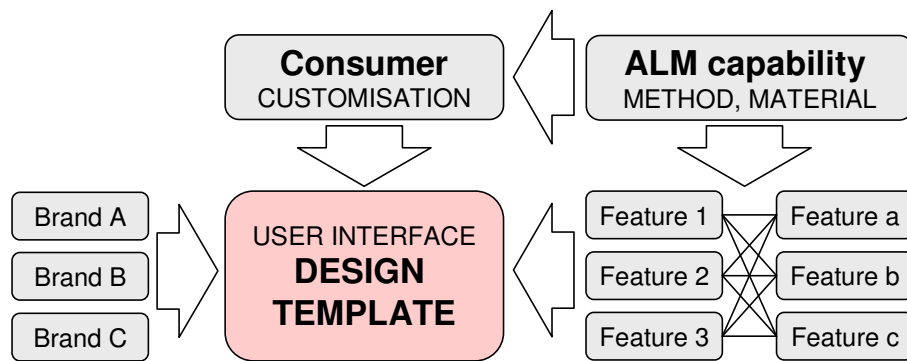 Consumer
CUSTOMISATION
ALM capability
METHOD, MATERIAL
Brand A
Brand B
Brand C
USER INTERFACE
DESIGN
TEMPLATE
Feature 1
Feature a
Feature 2
Feature b
Feature 3
Feature c